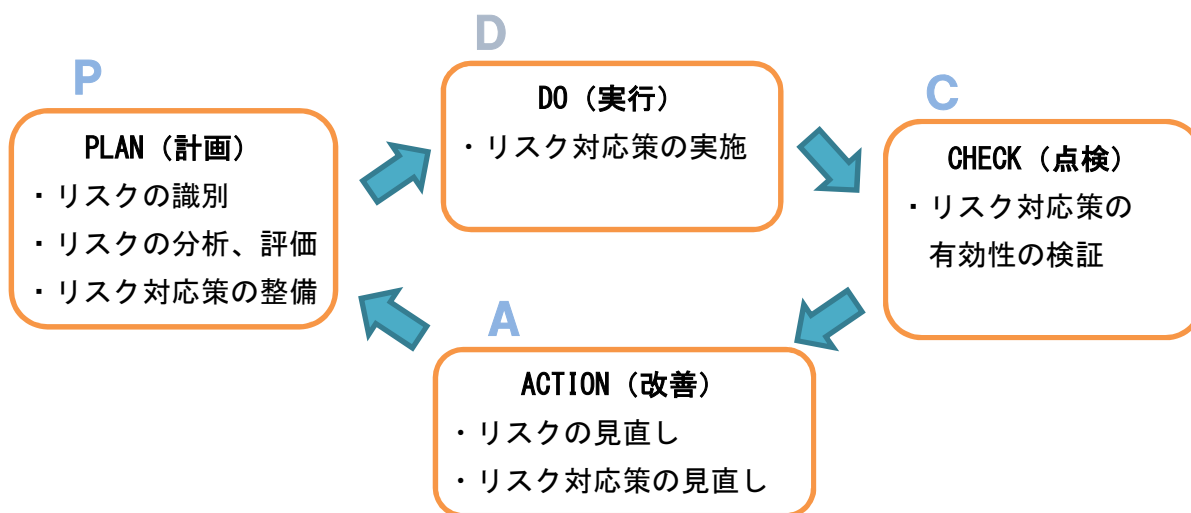 P
PLAN（計画）
・リスクの識別
・リスクの分析、評価
・リスク対応策の整備
D
DO（実行）
・リスク対応策の実施
C
CHECK（点検）
・リスク対応策の
有効性の検証
A
ACTION（改善）
・リスクの見直し
・リスク対応策の見直し